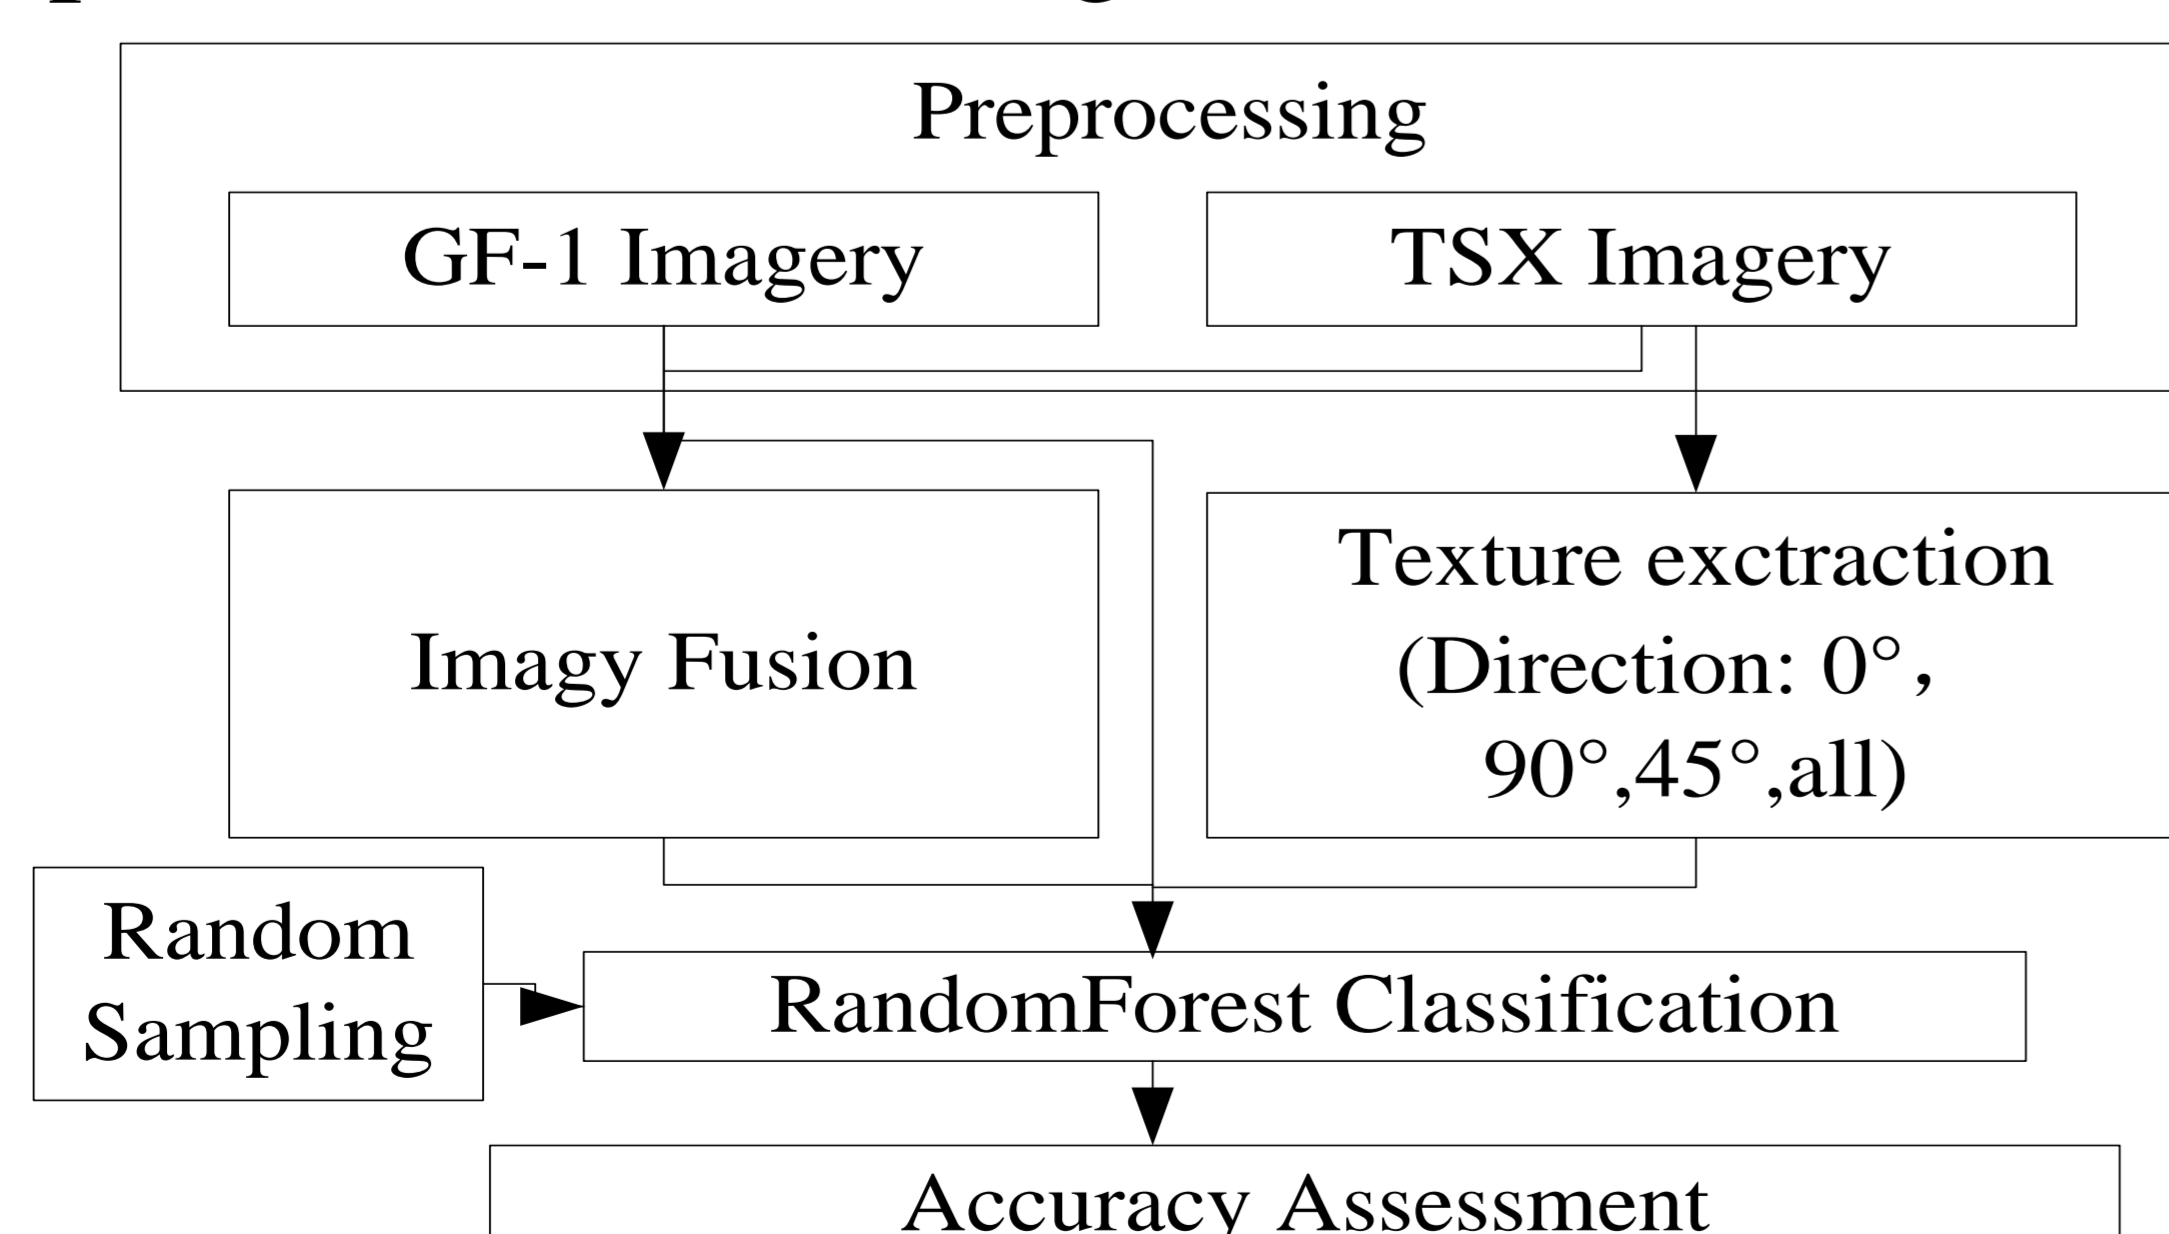 Preprocessing
GF-1 Imagery
TSX Imagery
Imagy Fusion
Texture exctraction
(Direction: 0°，
90°,45°,all)
Random
Sampling
RandomForest Classification
Accuracy Assessment